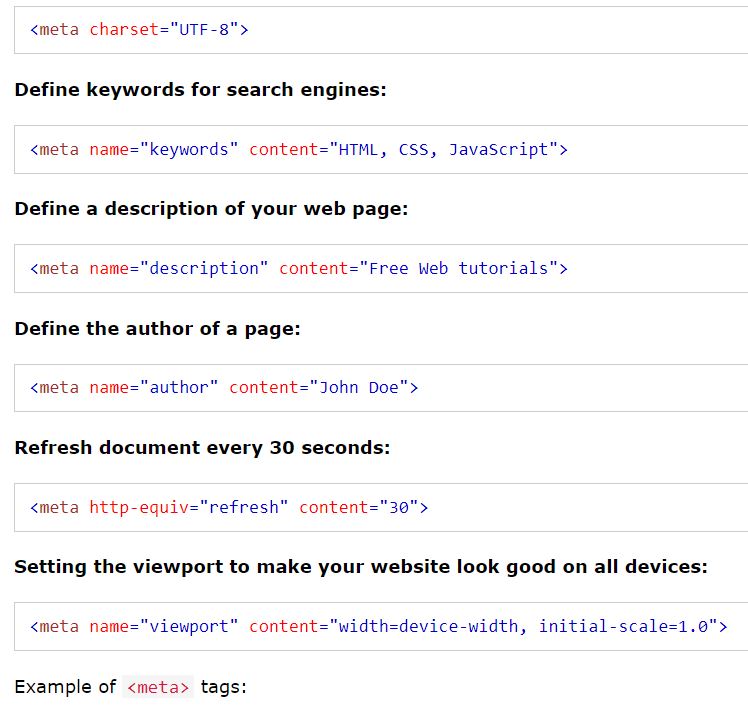 <meta charset="UTF-8">
Define keywords for search engines:
<meta name="keywords" content="HTML, CSS, JavaScript">
Define a description of your web page:
<meta name="description" content="Free Web tutorials">
Define the author of a page:
<meta name="author" content="John Doe">
Refresh document every 30 seconds:
<meta http-equiv="refresh" content="30">
Setting the viewport to make your website look good on all devices:
<meta name="viewport" content="width=device-width, initial-scale=1.0">
Example of <meta> tags: